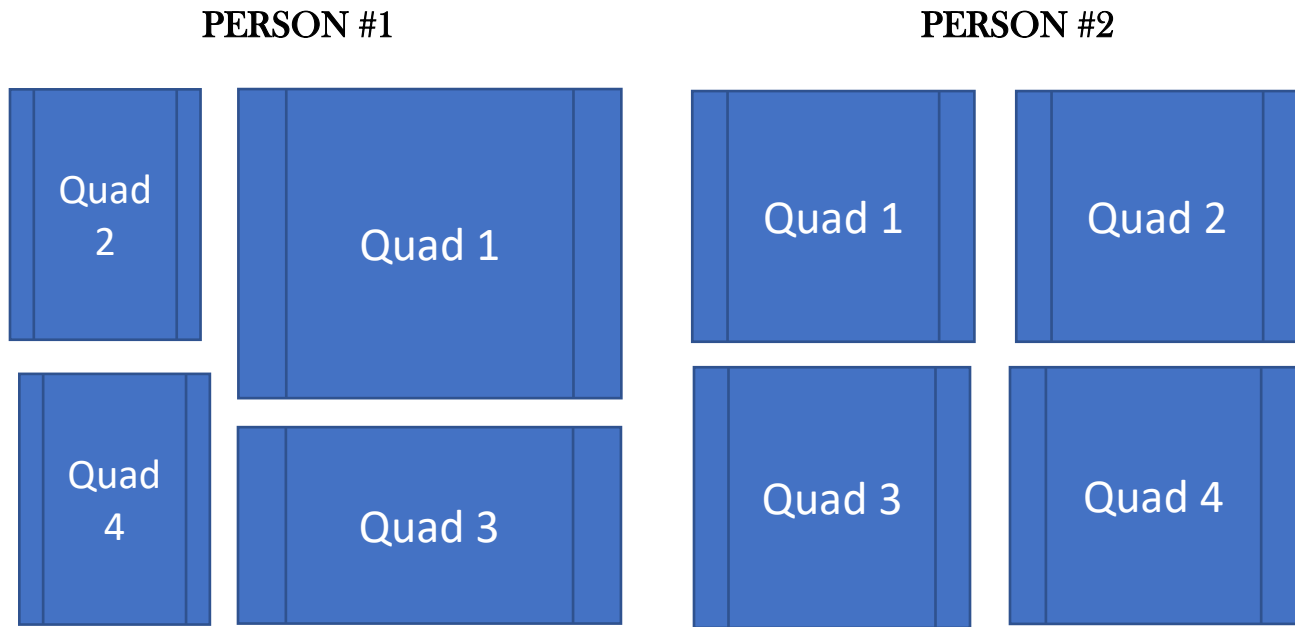 PERSON #1
PERSON #2
Quad
2
Quad 1
Quad 1
Quad 2
Quad
4
Quad 3
Quad 3
Quad 4